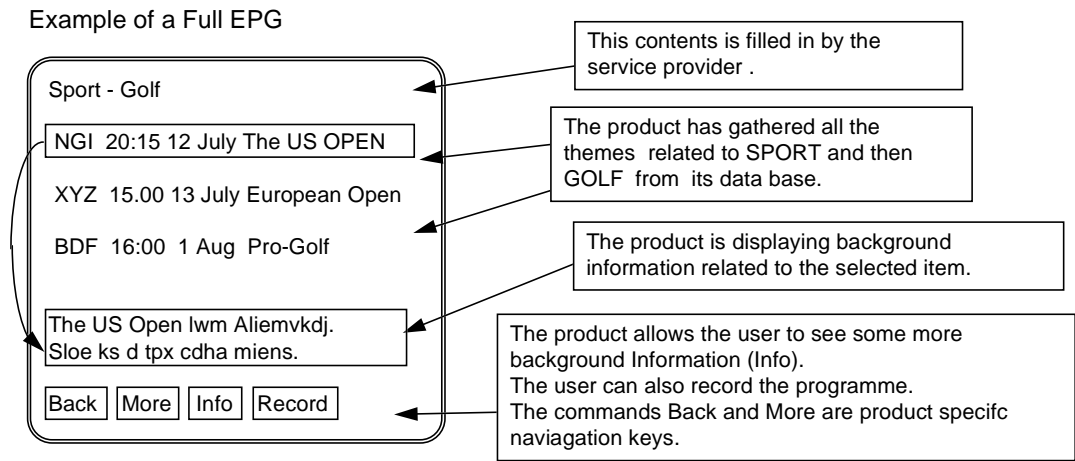 Example of a Full EPG
This contents is filled in by the
service provider .
Sport - Golf
NGI 20:15 12 July The US OPEN
The product has gathered all the
themes related to SPORT and then
GOLF from its data base.
XYZ 15.00 13 July European Open
BDF 16:00 1 Aug Pro-Golf
The product is displaying background
information related to the selected item.
The US Open lwm Aliemvkdj.
Sloe ks d tpx cdha miens.
The product allows the user to see some more
background Information (Info).
The user can also record the programme.
The commands Back and More are product specifc
naviagation keys.
Back More Info Record